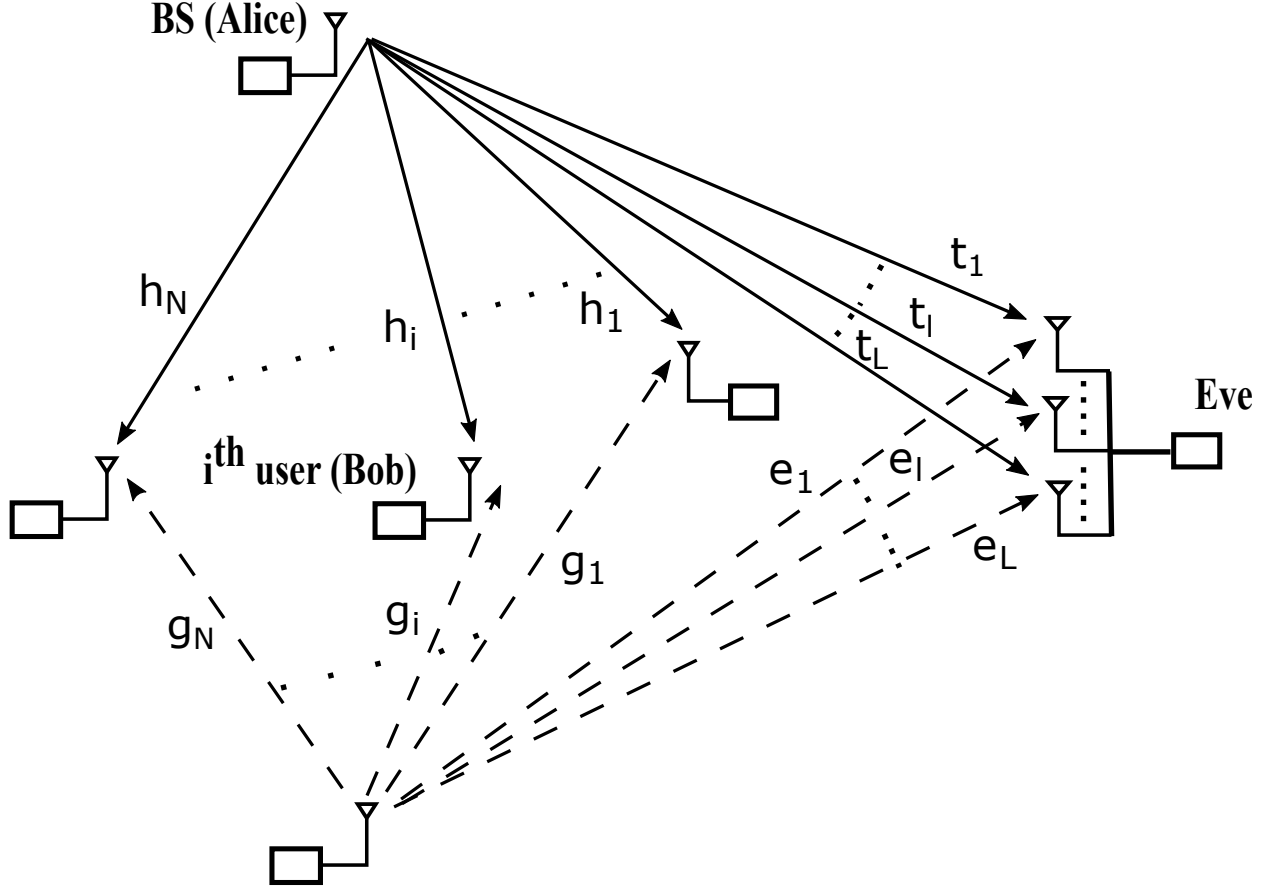 BS (Alice)
t₁
hN
tl
h₁
hᵢ
tL
Eve
iᵗʰ user (Bob)
e₁
el
eL
g₁
gᵢ
gN